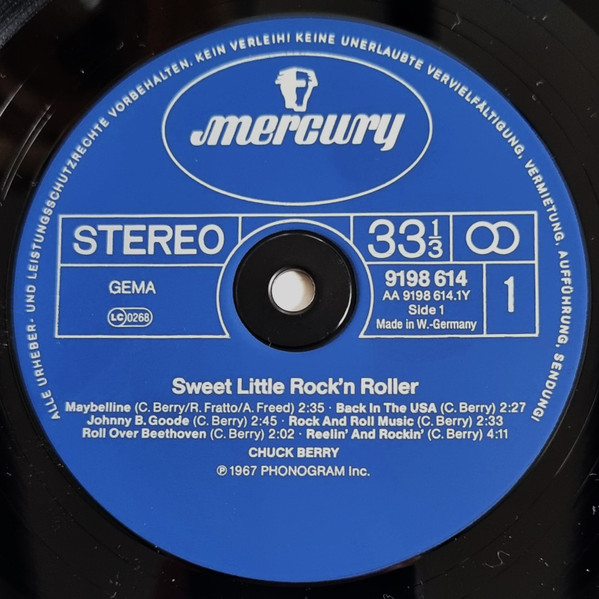 ALLE URHEBER- UND LEISTUNGSSCHUTZRECHTE VORBEHALTEN. KEIN VERLEIH! KEINE UNERLAUBTE VERVIELFÄLTIGUNG, VERMIETUNG, AUFFÜHRUNG, SENDUNG!
mercury
STEREO
33 1/3
GEMA
LC 0268
9198 614
AA 9198 614.1Y
Side 1
Made in W.-Germany
1
Sweet Little Rock'n Roller
Maybelline (C. Berry/R. Fratto/A. Freed) 2:35 · Back In The USA (C. Berry) 2:27
Johnny B. Goode (C. Berry) 2:45 · Rock And Roll Music (C. Berry) 2:33
Roll Over Beethoven (C. Berry) 2:02 · Reelin' And Rockin' (C. Berry) 4:11
CHUCK BERRY
℗ 1967 PHONOGRAM Inc.